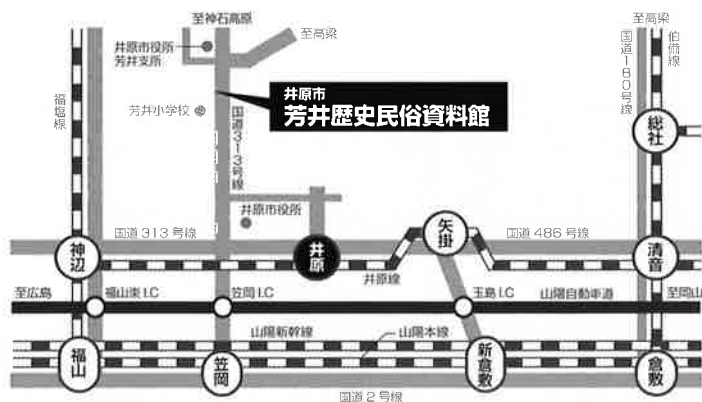 至神石高原
至高梁
至高梁
井原市役所
芳井支所
国道180号線
伯備線
福塩線
芳井小学校
井原市
芳井歴史民俗資料館
国道313号線
総社
井原市役所
国道313号線
国道486号線
神辺
井原
矢掛
清音
井原線
至広島
福山東I.C
笠岡I.C
玉島I.C
山陽自動車道
至岡山
山陽新幹線
山陽本線
福山
笠岡
新倉敷
倉敷
国道2号線